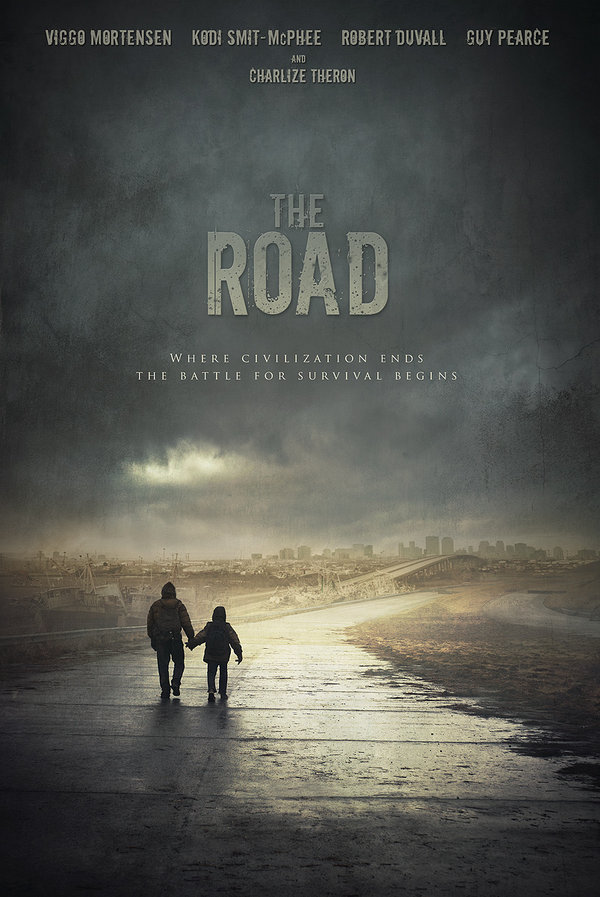 VIGGO MORTENSEN KODI SMIT-McPHEE ROBERT DUVALL GUY PEARCE
AND
CHARLIZE THERON
THE
ROAD
WHERE CIVILIZATION ENDS
THE BATTLE FOR SURVIVAL BEGINS